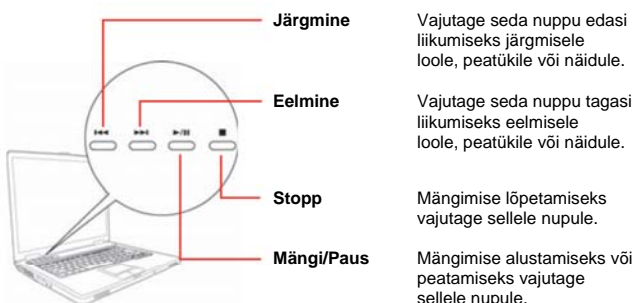 Järgmine
Vajutage seda nuppu edasi
liikumiseks järgmisele
loole, peatükile või näidule.
Eelmine
Vajutage seda nuppu tagasi
liikumiseks eelmisele
loole, peatükile või näidule.
Stopp
Mängimise lõpetamiseks
vajutage sellele nupule.
Mängi/Paus
Mängimise alustamiseks või
peatamiseks vajutage
sellele nupule.